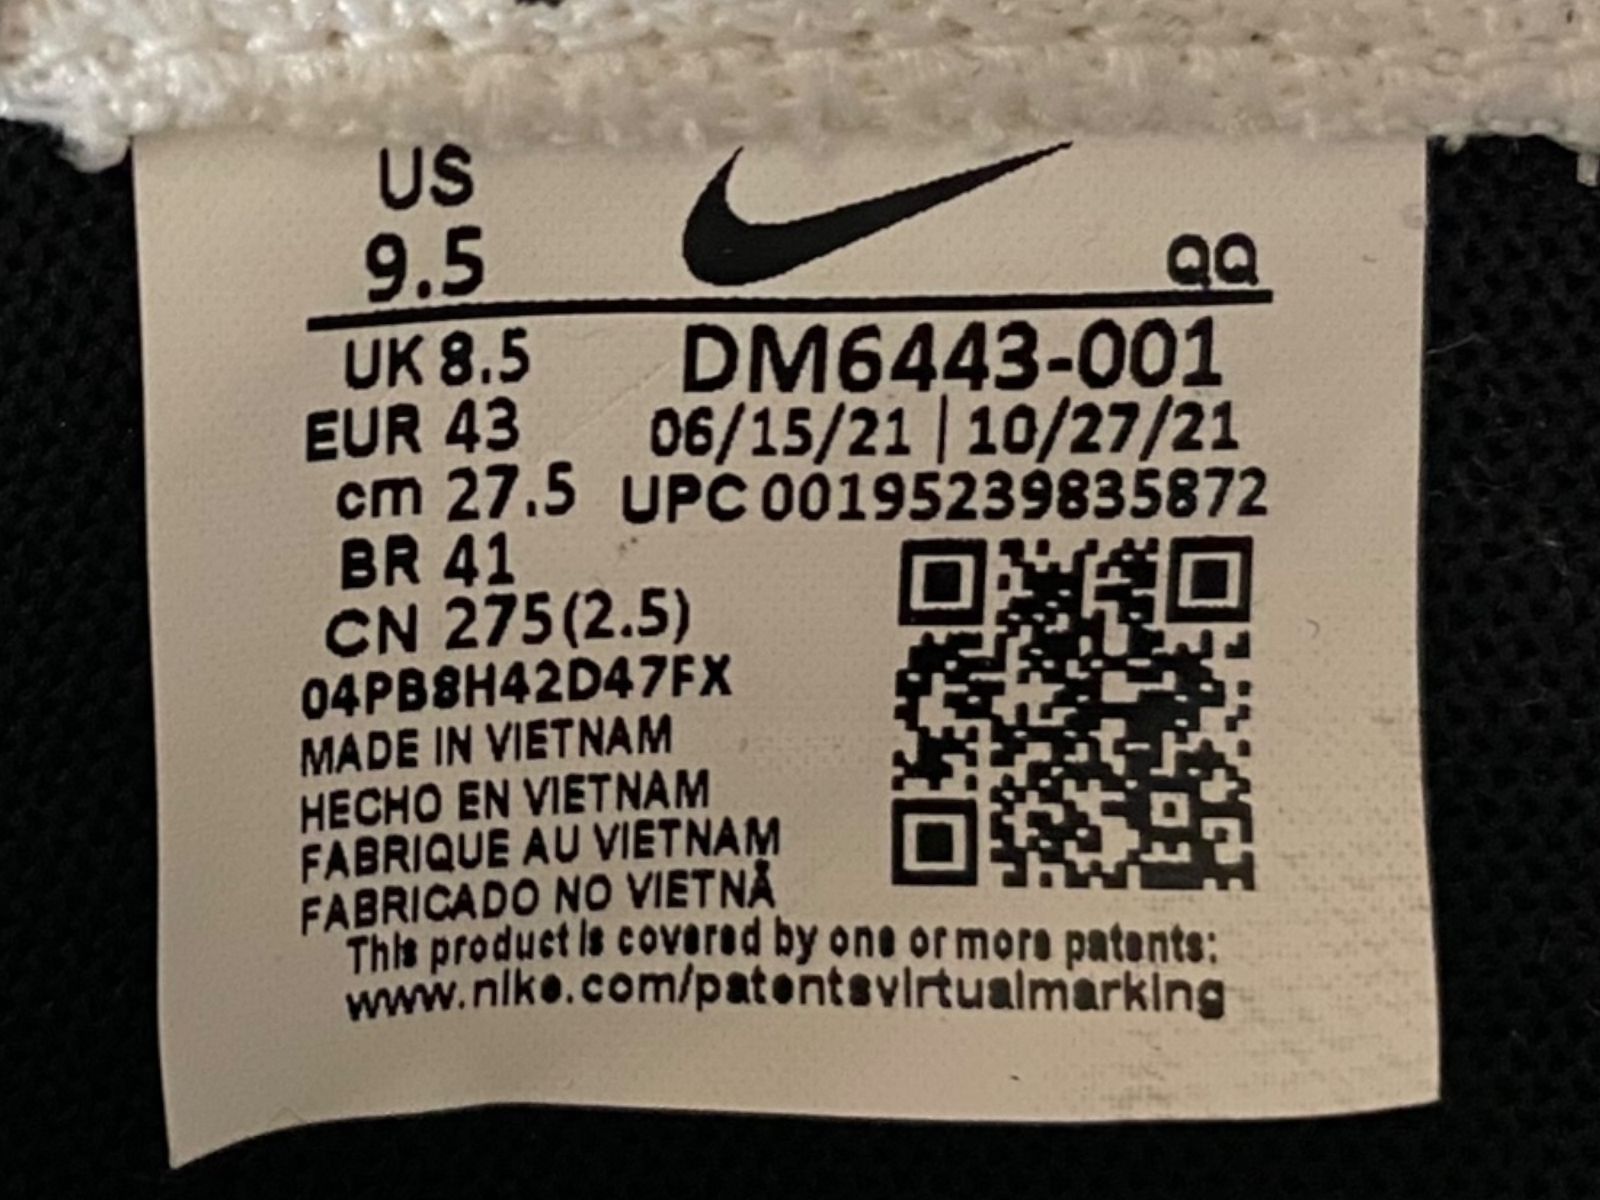 US
9.5
QQ
UK 8.5
DM6443-001
EUR 43
06/15/21 | 10/27/21
cm 27.5
UPC 00195239835872
BR 41
CN 275(2.5)
04PB8H42D47FX
MADE IN VIETNAM
HECHO EN VIETNAM
FABRIQUE AU VIETNAM
FABRICADO NO VIETNÃ
This product is covered by one or more patents:
www.nike.com/patentsvirtualmarking